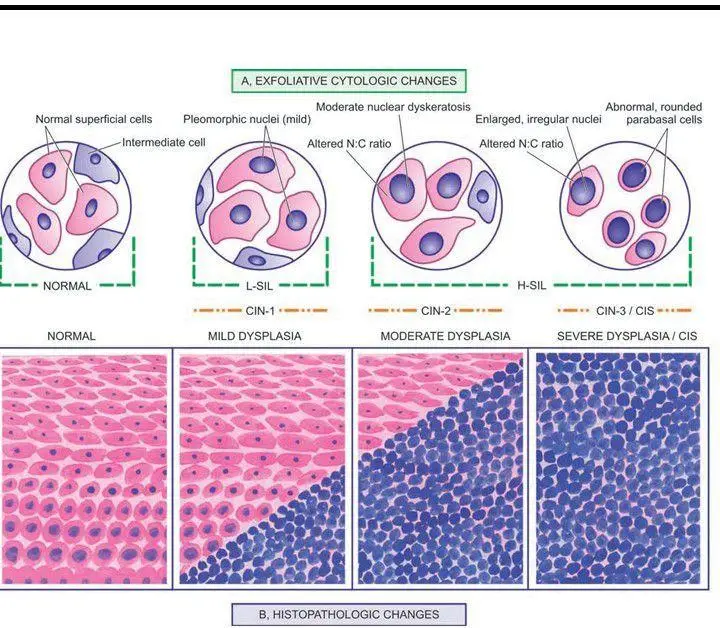 A, EXFOLIATIVE CYTOLOGIC CHANGES
Normal superficial cells
Intermediate cell
Pleomorphic nuclei (mild)
Moderate nuclear dyskeratosis
Altered N:C ratio
Enlarged, irregular nuclei
Altered N:C ratio
Abnormal, rounded
parabasal cells
NORMAL
L-SIL
H-SIL
CIN-1
CIN-2
CIN-3 / CIS
NORMAL
MILD DYSPLASIA
MODERATE DYSPLASIA
SEVERE DYSPLASIA / CIS
B, HISTOPATHOLOGIC CHANGES